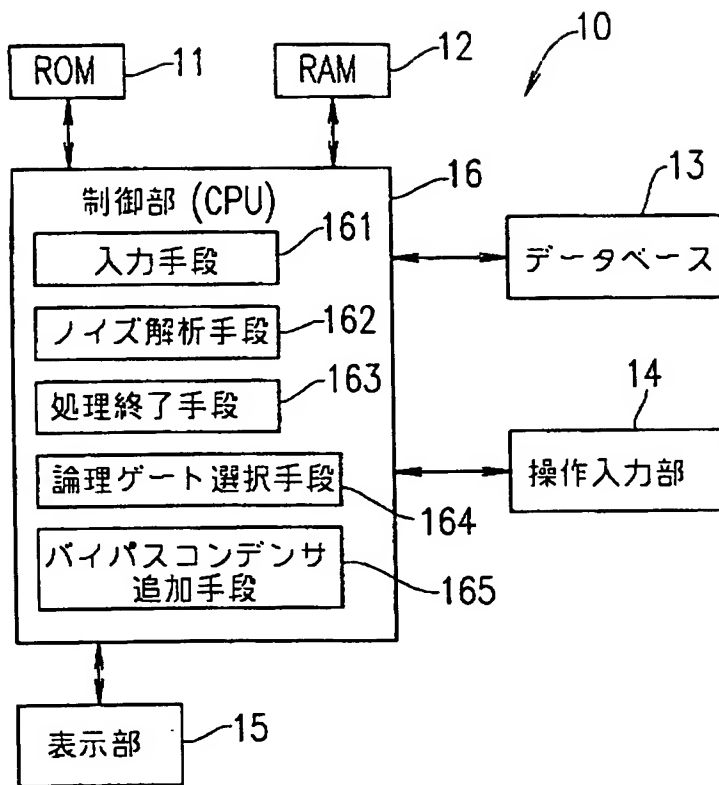 10
ROM
11
RAM
12
制御部 (CPU)
16
入力手段
161
ノイズ解析手段
162
処理終了手段
163
論理ゲート選択手段
164
バイパスコンデンサ
追加手段
165
13
データベース
14
操作入力部
表示部
15